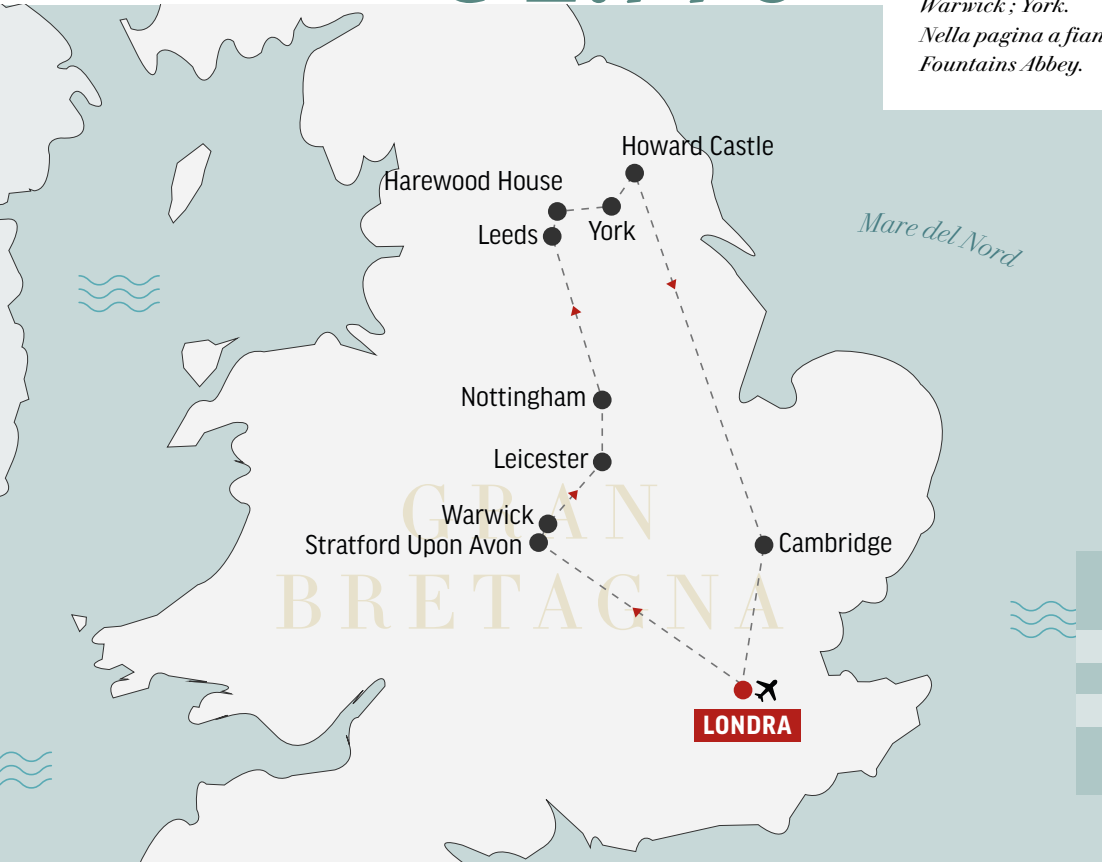 Warwick ; York.
Nella pagina a fian
Fountains Abbey.
Howard Castle
Harewood House
York
Leeds
Mare del Nord
Nottingham
Leicester
GRAN
Warwick
Stratford Upon Avon
Cambridge
BRETAGNA
LONDRA